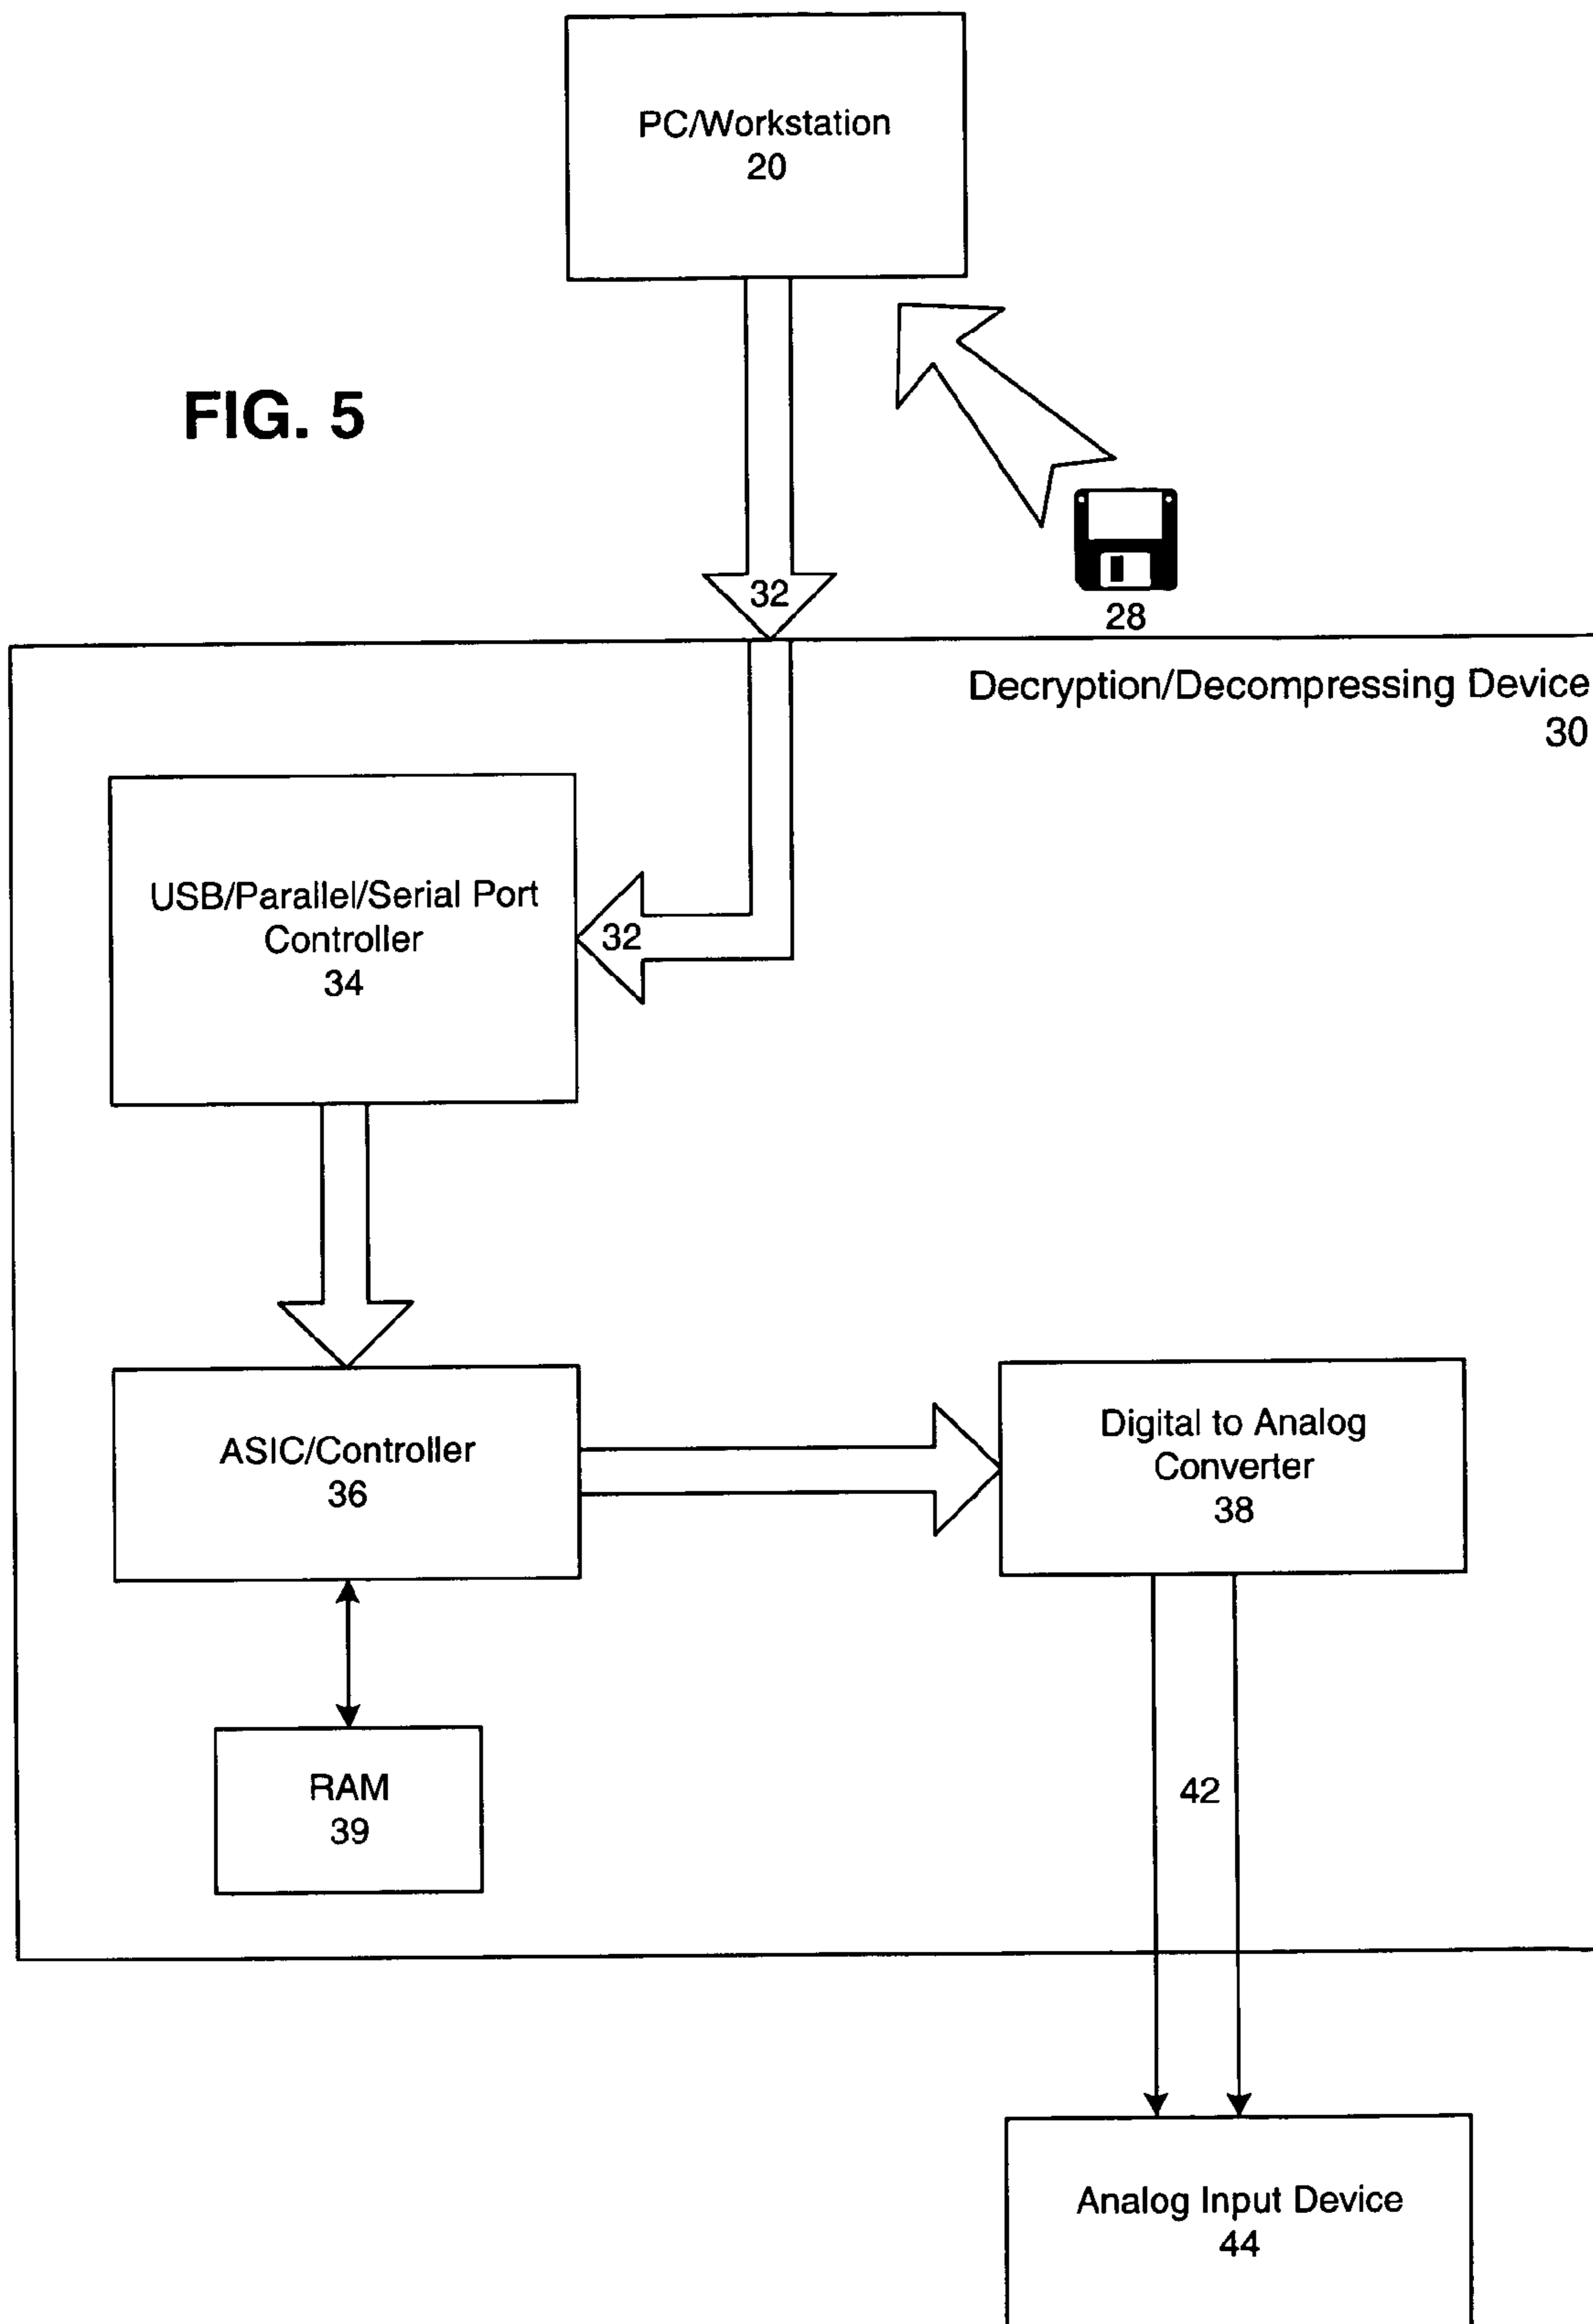 PC/Workstation
20
FIG. 5
32
28
Decryption/Decompressing Device
30
USB/Parallel/Serial Port
Controller
34
32
ASIC/Controller
36
Digital to Analog
Converter
38
RAM
39
42
Analog Input Device
44